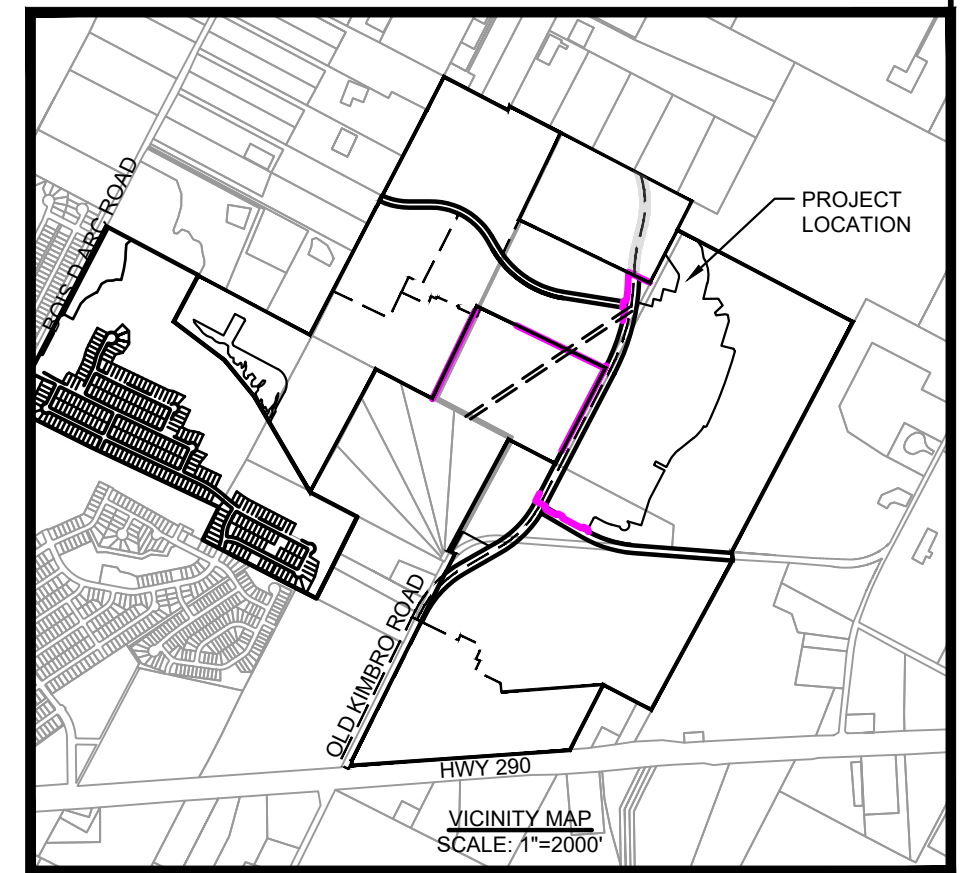 PROJECT
LOCATION
BOIS D ARC ROAD
OLD KIMBRO ROAD
HWY 290
VICINITY MAP
SCALE: 1"=2000'